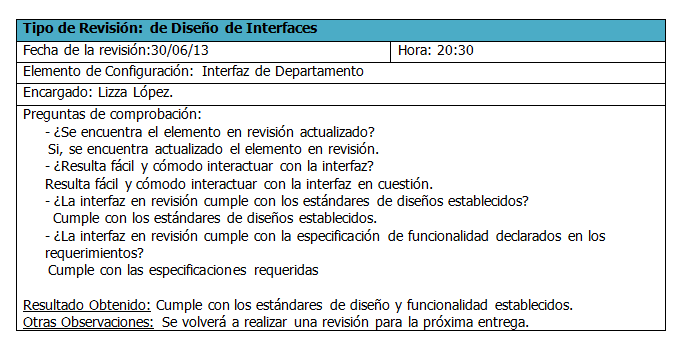 Tipo de Revisión: de Diseño de Interfaces
Fecha de la revisión:30/06/13 Hora: 20:30
Elemento de Configuración: Interfaz de Departamento
Encargado: Lizza López.
Preguntas de comprobación:
- ¿Se encuentra el elemento en revisión actualizado?
Si, se encuentra actualizado el elemento en revisión.
- ¿Resulta fácil y cómodo interactuar con la interfaz?
Resulta fácil y cómodo interactuar con la interfaz en cuestión.
- ¿La interfaz en revisión cumple con los estándares de diseños establecidos?
Cumple con los estándares de diseños establecidos.
- ¿La interfaz en revisión cumple con la especificación de funcionalidad declarados en los
requerimientos?
Cumple con las especificaciones requeridas
Resultado Obtenido: Cumple con los estándares de diseño y funcionalidad establecidos.
Otras Observaciones: Se volverá a realizar una revisión para la próxima entrega.